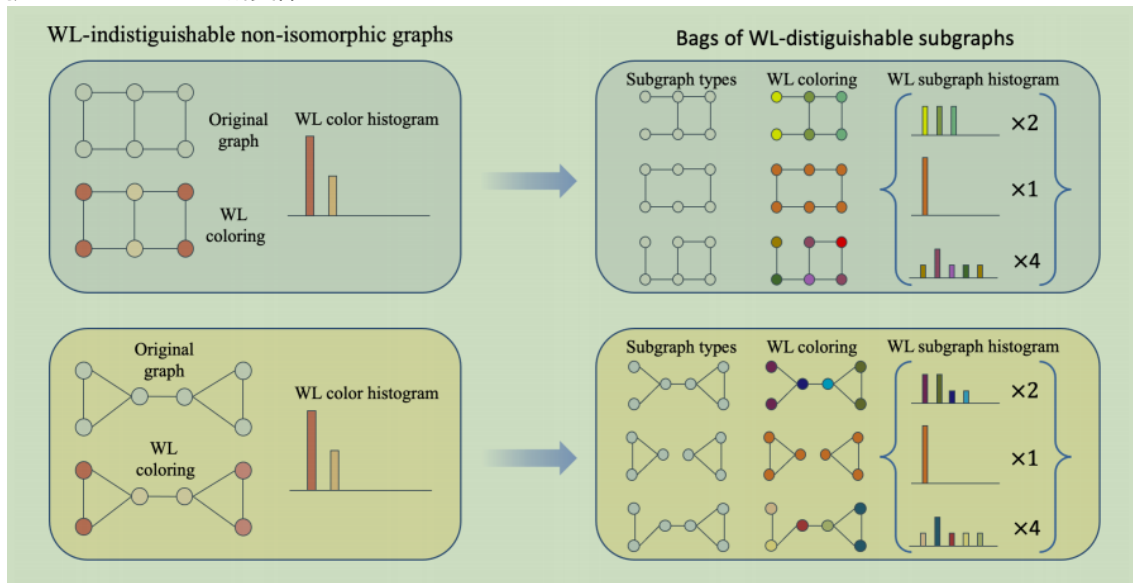 WL-indistiguishable non-isomorphic graphs
Original
graph
WL color histogram
WL
coloring
Bags of WL-distiguishable subgraphs
Subgraph types
WL coloring
WL subgraph histogram
×2
×1
×4
Original
graph
WL color histogram
WL
coloring
Subgraph types
WL coloring
WL subgraph histogram
×2
×1
×4